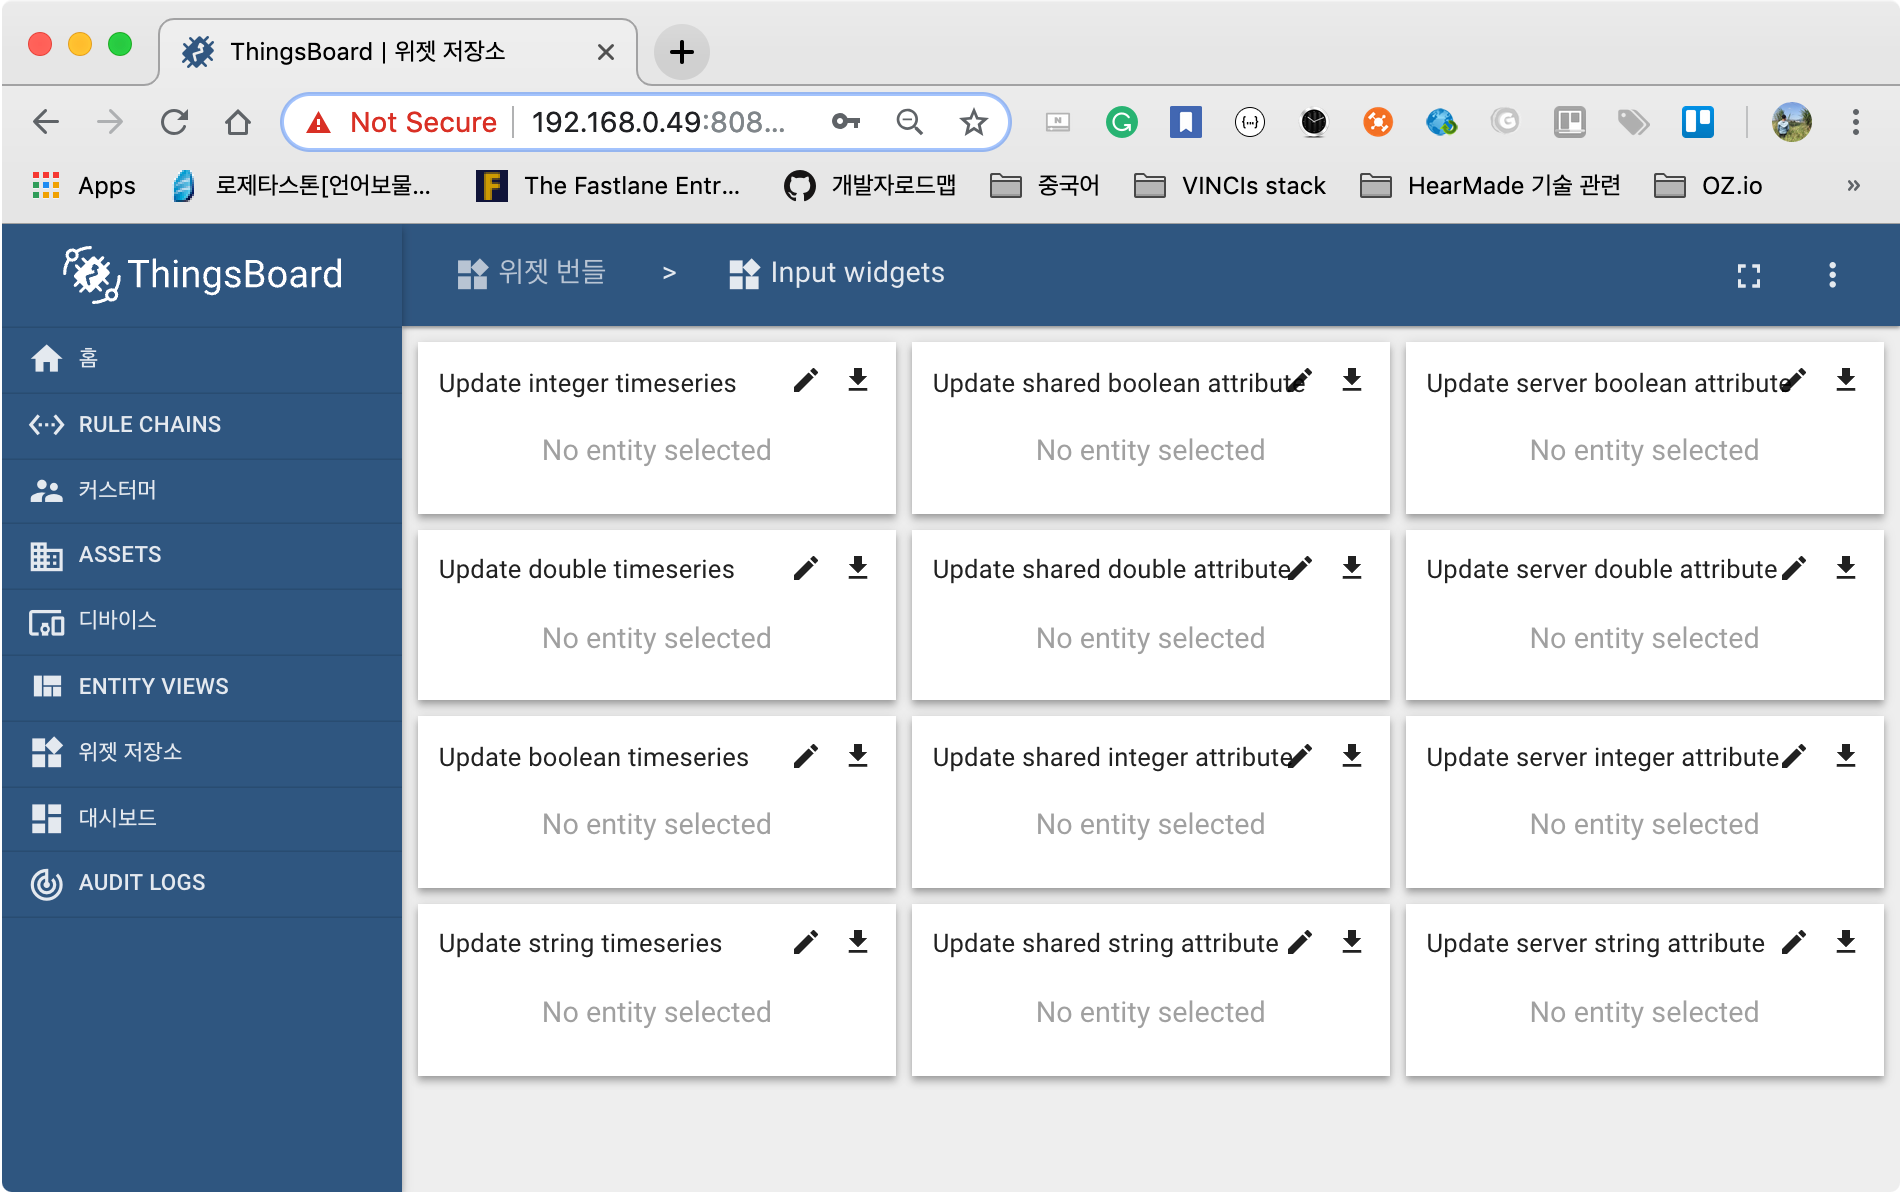 ThingsBoard | 위젯 저장소
Not Secure
192.168.0.49:808...
Apps
로제타스톤[언어보물...
The Fastlane Entr...
개발자로드맵
중국어
VINCIs stack
HearMade 기술 관련
OZ.io
»
ThingsBoard
위젯 번들 > Input widgets
홈
RULE CHAINS
커스터머
ASSETS
디바이스
ENTITY VIEWS
위젯 저장소
대시보드
AUDIT LOGS
Update integer timeseries
No entity selected
Update shared boolean attribute
No entity selected
Update server boolean attribute
No entity selected
Update double timeseries
No entity selected
Update shared double attribute
No entity selected
Update server double attribute
No entity selected
Update boolean timeseries
No entity selected
Update shared integer attribute
No entity selected
Update server integer attribute
No entity selected
Update string timeseries
No entity selected
Update shared string attribute
No entity selected
Update server string attribute
No entity selected